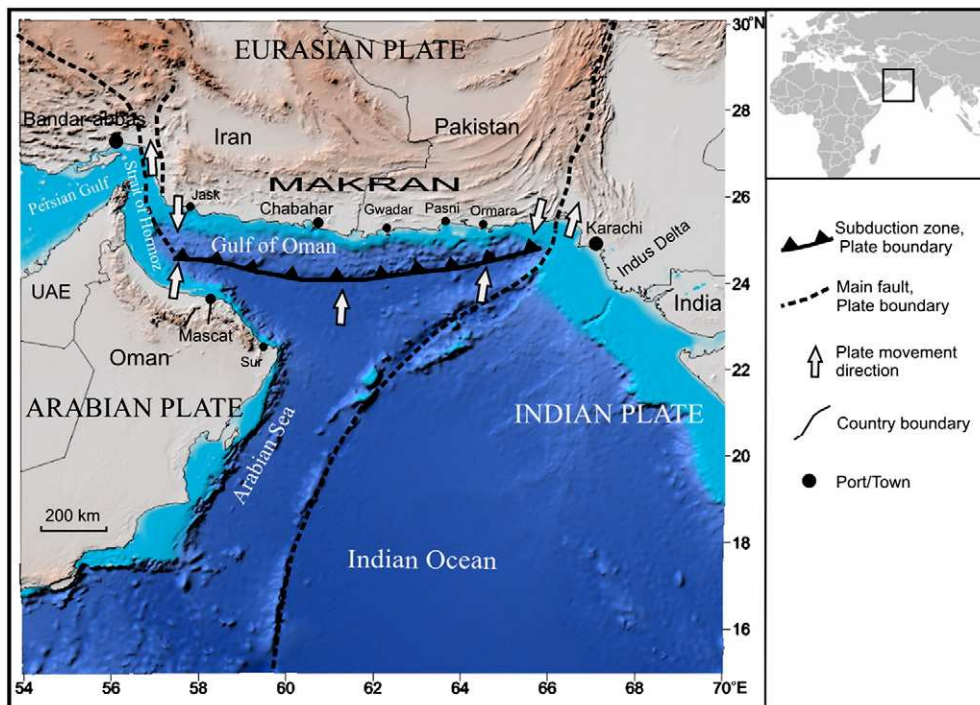 30°N
EURASIAN PLATE
28
Bandar-abbas
Iran
Pakistan
MAKRAN
26
Persian Gulf
Strait of Hormoz
Jask
Chabahar
Gwadar
Pasni
Ormara
Karachi
Gulf of Oman
Indus Delta
UAE
24
India
Mascat
Oman
Sur
22
ARABIAN PLATE
INDIAN PLATE
Arabian Sea
20
200 km
18
Indian Ocean
16
54
56
58
60
62
64
66
68
70°E
Subduction zone,
Plate boundary
Main fault,
Plate boundary
Plate movement
direction
Country boundary
Port/Town